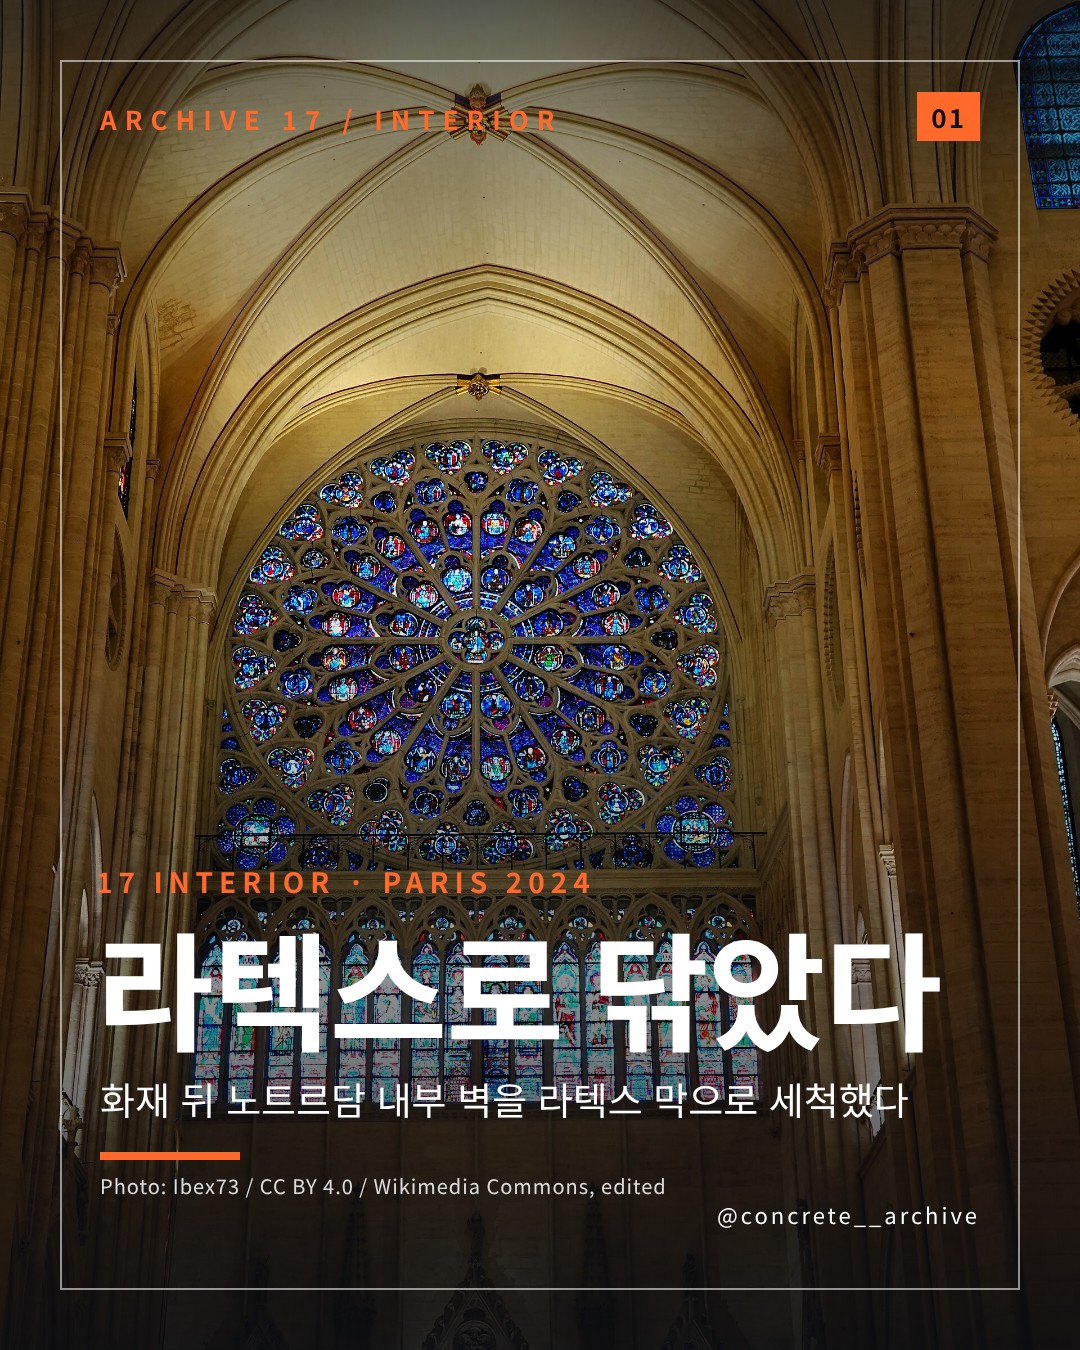 ARCHIVE 17 / INTERIOR
01
17 INTERIOR · PARIS 2024
라텍스로 닦았다
화재 뒤 노트르담 내부 벽을 라텍스 막으로 세척했다
Photo: Ibex73 / CC BY 4.0 / Wikimedia Commons, edited
@concrete__archive